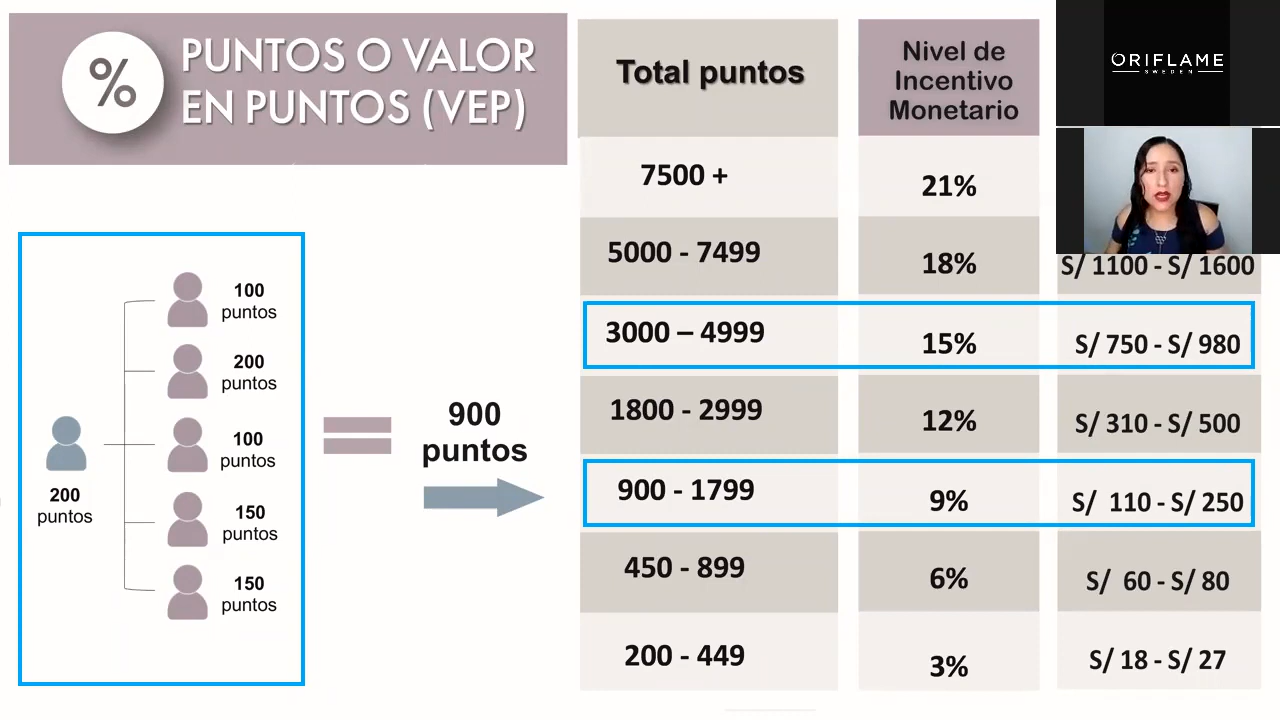 %
PUNTOS O VALOR
EN PUNTOS (VEP)
100
puntos
200
puntos
100
puntos
150
puntos
150
puntos
200
puntos
900
puntos
Total puntos
Nivel de
Incentivo
Monetario
7500 +
21%
5000 - 7499
18%
S/ 1100 - S/ 1600
3000 – 4999
15%
S/ 750 - S/ 980
1800 - 2999
12%
S/ 310 - S/ 500
900 - 1799
9%
S/ 110 - S/ 250
450 - 899
6%
S/ 60 - S/ 80
200 - 449
3%
S/ 18 - S/ 27
ORIFLAME
SWEDEN